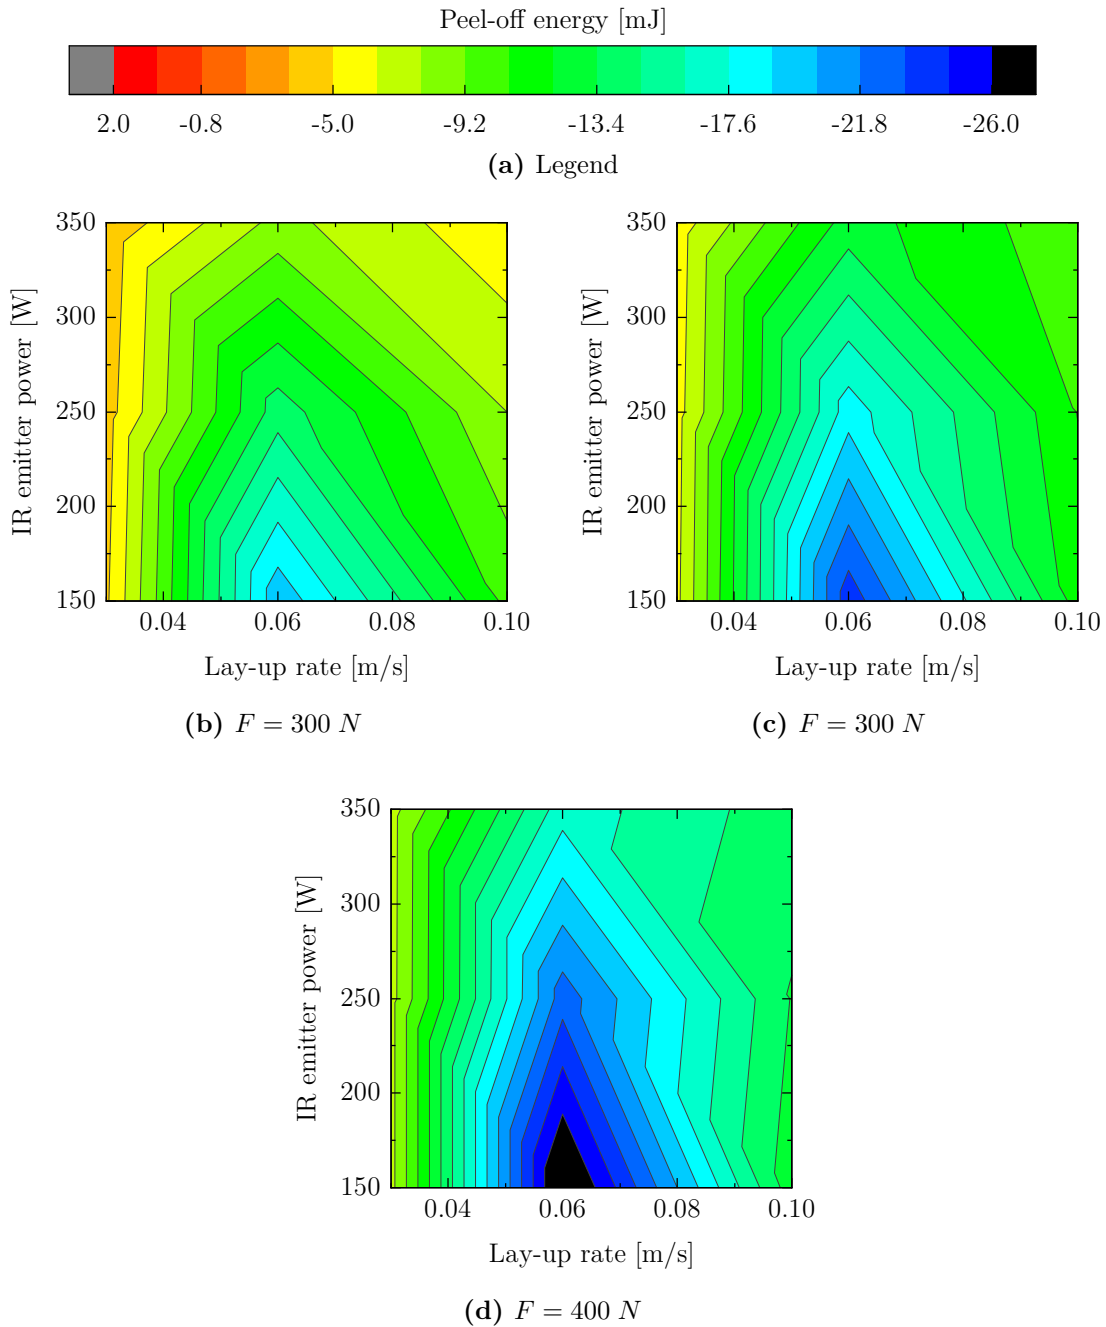 Peel-off energy [mJ]
2.0 -0.8 -5.0 -9.2 -13.4 -17.6 -21.8 -26.0
(a) Legend
350 350
300 300
250 250
200 200
150 150
IR emitter power [W] IR emitter power [W]
0.04 0.06 0.08 0.10 0.04 0.06 0.08 0.10
Lay-up rate [m/s] Lay-up rate [m/s]
(b) F = 300 N (c) F = 300 N
350
300
250
200
150
IR emitter power [W]
0.04 0.06 0.08 0.10
Lay-up rate [m/s]
(d) F = 400 N